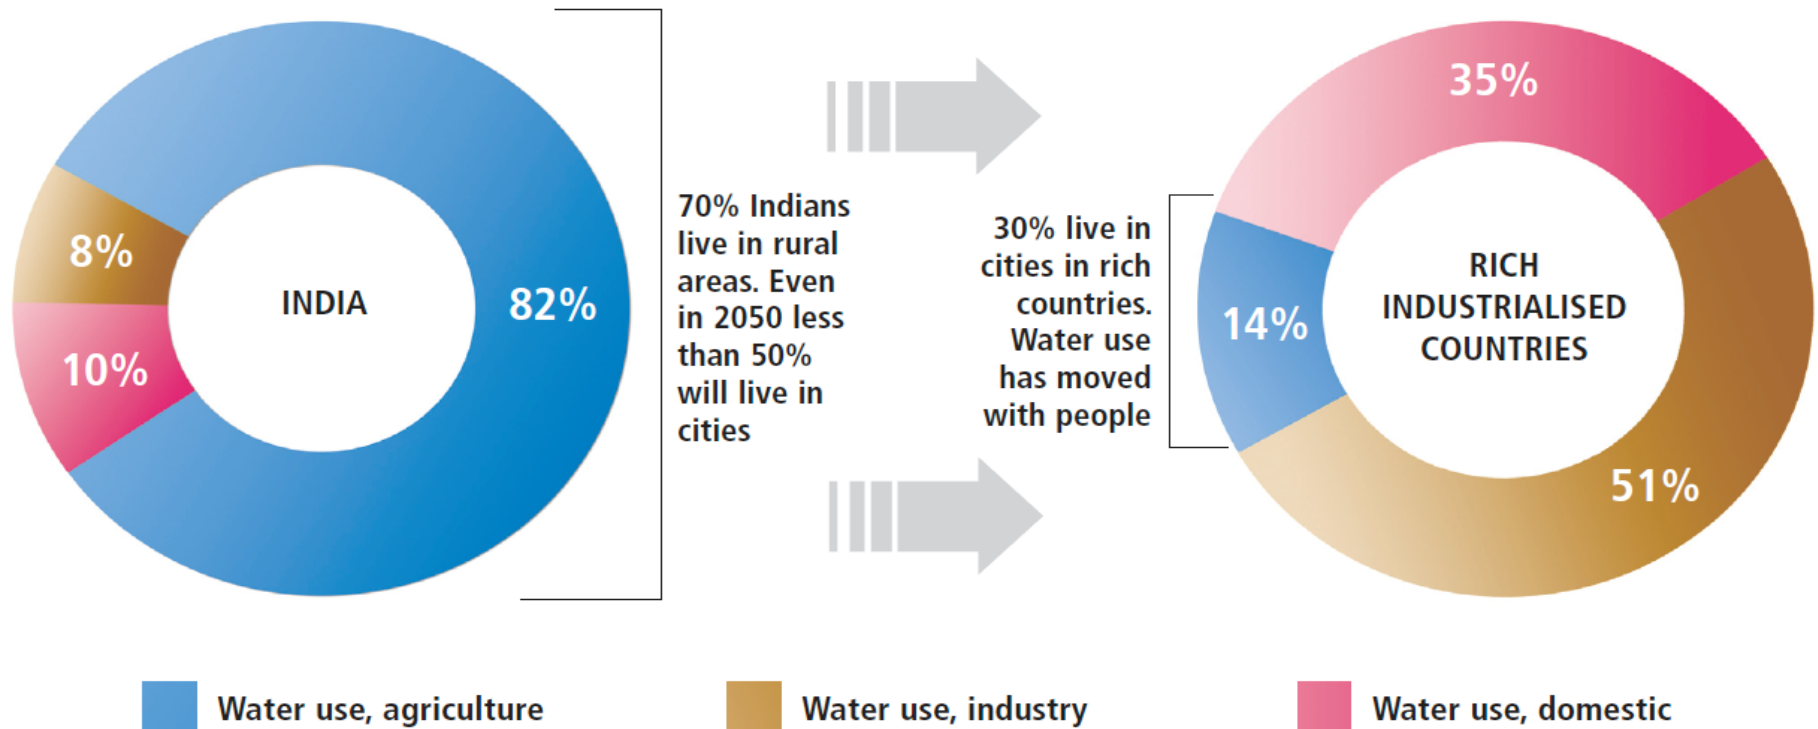 8%
10%
INDIA
82%
70% Indians
live in rural
areas. Even
in 2050 less
than 50%
will live in
cities
30% live in
cities in rich
countries.
Water use
has moved
with people
35%
14%
RICH
INDUSTRIALISED
COUNTRIES
51%
Water use, agriculture
Water use, industry
Water use, domestic